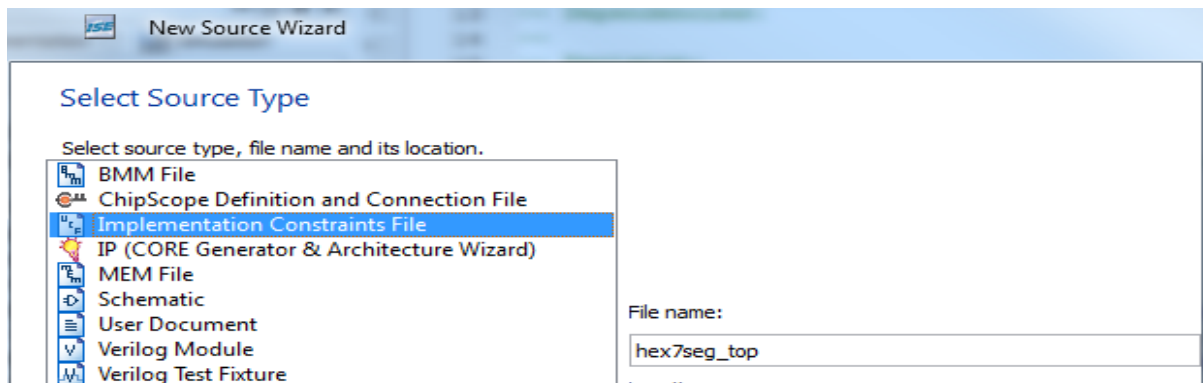 ISE New Source Wizard
Select Source Type
Select source type, file name and its location.
BMM File
ChipScope Definition and Connection File
Implementation Constraints File
IP (CORE Generator & Architecture Wizard)
MEM File
Schematic
User Document
Verilog Module
Verilog Test Fixture
File name:
hex7seg_top